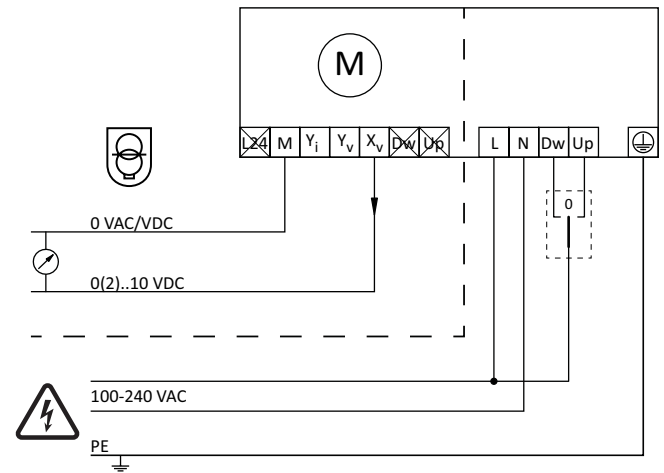 M
L24 M Yi Yv Xv Dw Up L N Dw Up
0
0 VAC/VDC
0(2)..10 VDC
100-240 VAC
PE